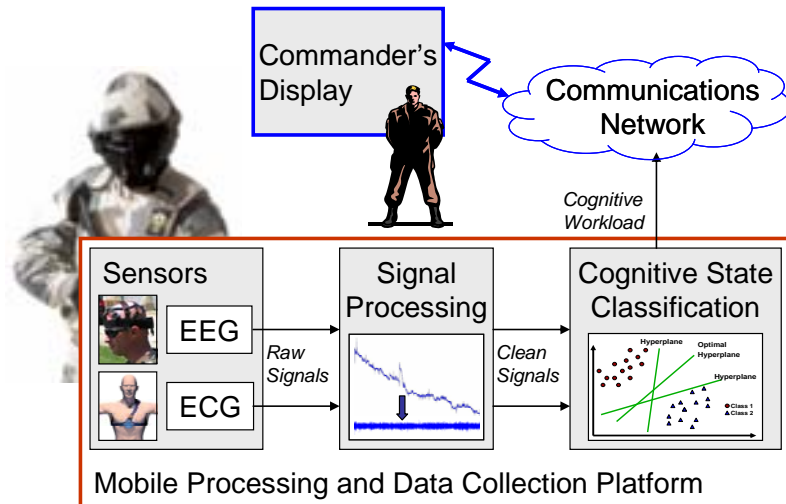 Commander's
Display
Communications
Network
Cognitive
Workload
Sensors
EEG
ECG
Raw
Signals
Signal
Processing
Clean
Signals
Cognitive State
Classification
Hyperplane
Optimal
Hyperplane
Hyperplane
Class 1
Class 2
Mobile Processing and Data Collection Platform